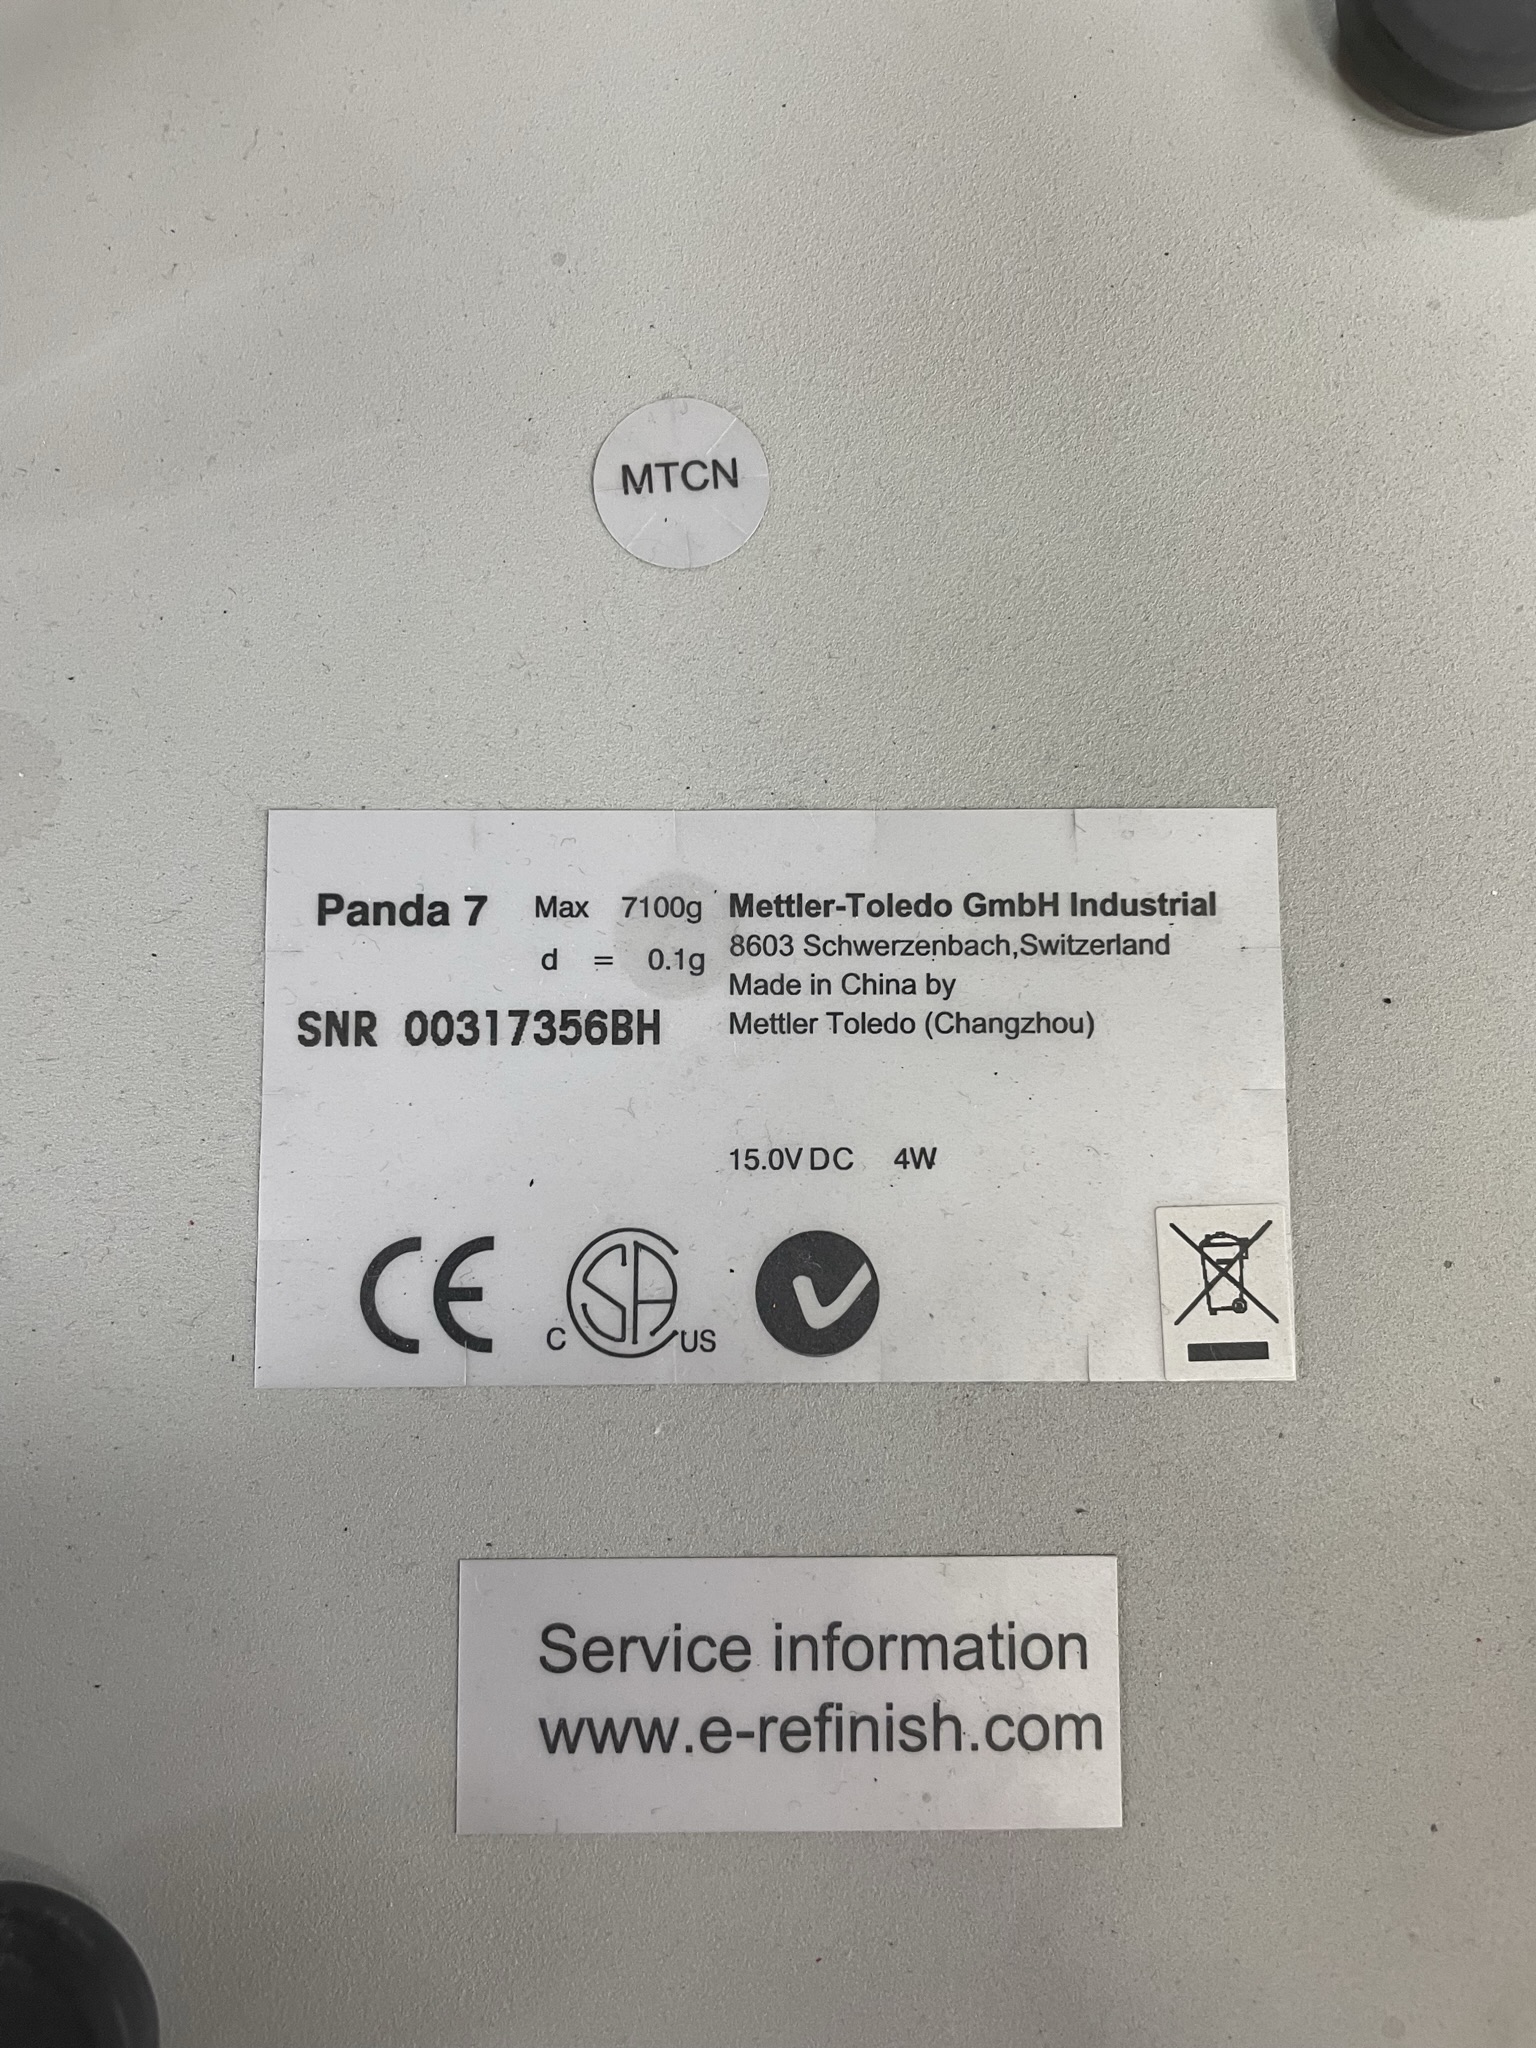 MTCN
Panda 7 Max 7100g
d = 0.1g
SNR 00317356BH
Mettler-Toledo GmbH Industrial
8603 Schwerzenbach,Switzerland
Made in China by
Mettler Toledo (Changzhou)
15.0V DC 4W
CE
C SA US
Service information
www.e-refinish.com